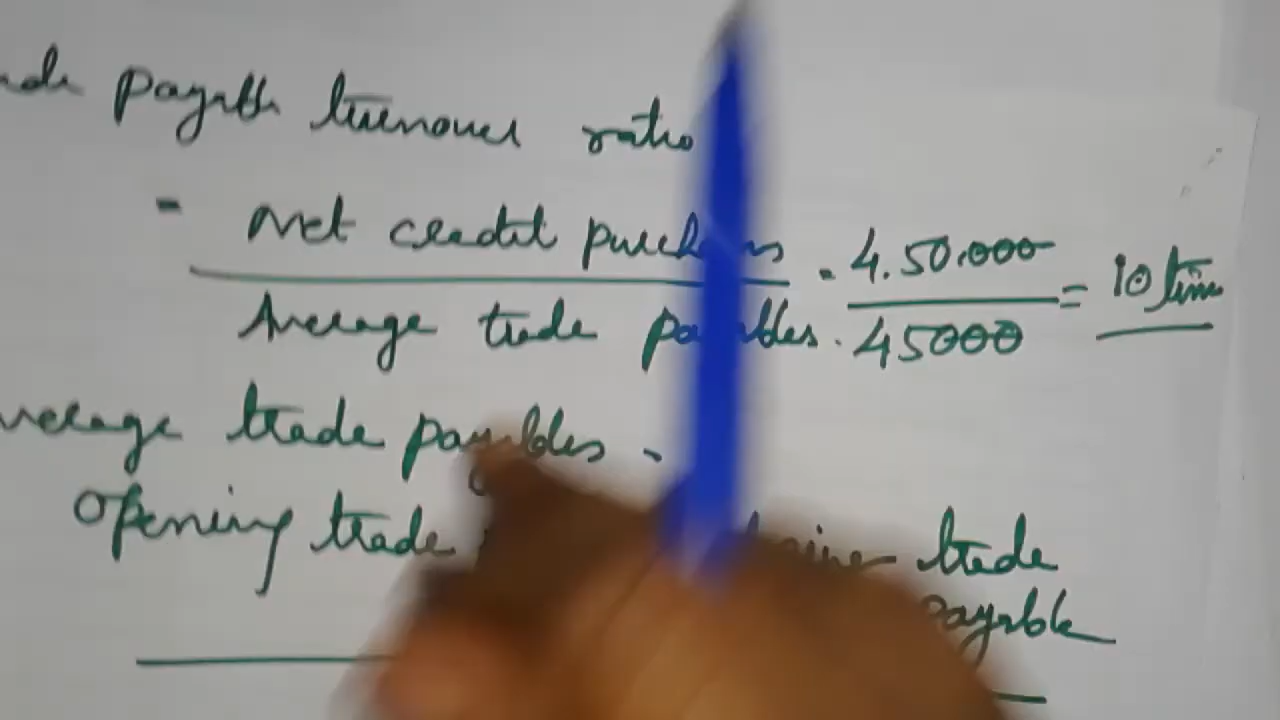 payable turnover ratio
= Net credit purchases = 4,50,000 = 10 times
Average trade payables. 45000
average trade payables =
Opening trade trade
payable